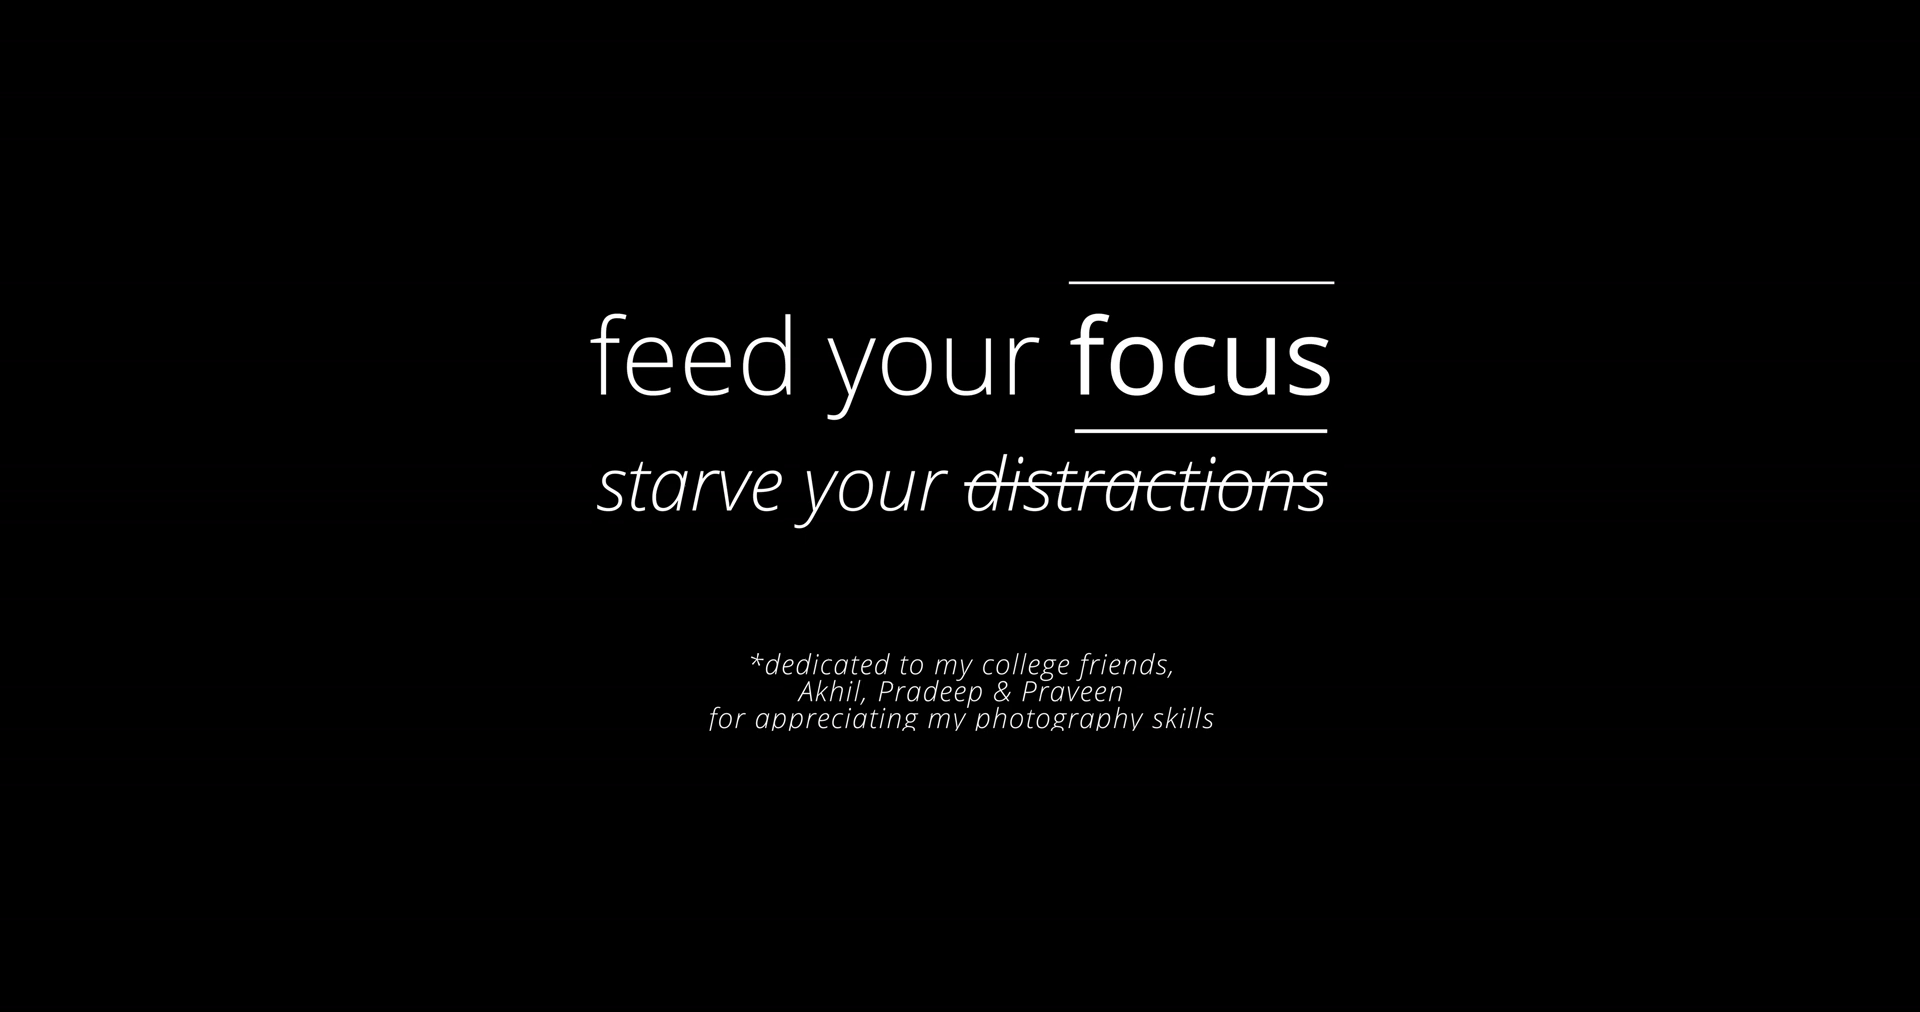 feed your focus
starve your distractions
*dedicated to my college friends,
Akhil, Pradeep & Praveen
for appreciating my photography skills